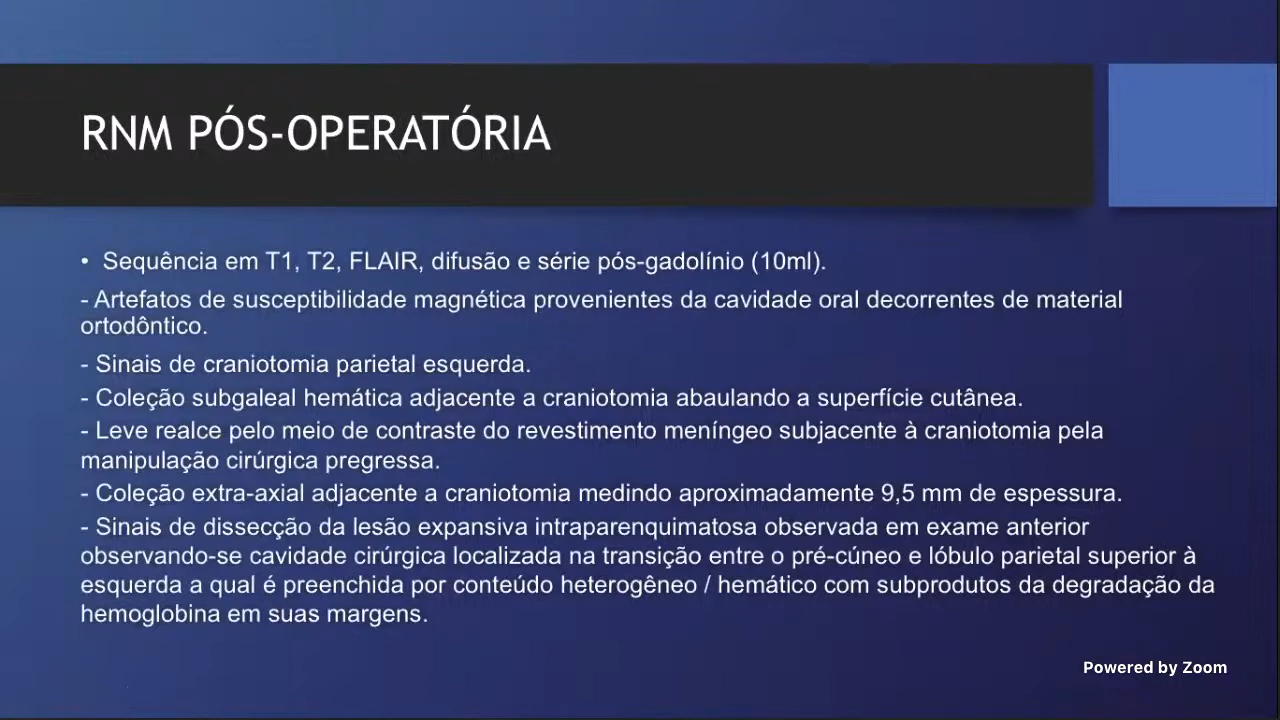 RNM PÓS-OPERATÓRIA
• Sequência em T1, T2, FLAIR, difusão e série pós-gadolínio (10ml).
- Artefatos de susceptibilidade magnética provenientes da cavidade oral decorrentes de material
ortodôntico.
- Sinais de craniotomia parietal esquerda.
- Coleção subgaleal hemática adjacente a craniotomia abaulando a superfície cutânea.
- Leve realce pelo meio de contraste do revestimento meníngeo subjacente à craniotomia pela
manipulação cirúrgica pregressa.
- Coleção extra-axial adjacente a craniotomia medindo aproximadamente 9,5 mm de espessura.
- Sinais de dissecção da lesão expansiva intraparenquimatosa observada em exame anterior
observando-se cavidade cirúrgica localizada na transição entre o pré-cúneo e lóbulo parietal superior à
esquerda a qual é preenchida por conteúdo heterogêneo / hemático com subprodutos da degradação da
hemoglobina em suas margens.
Powered by Zoom